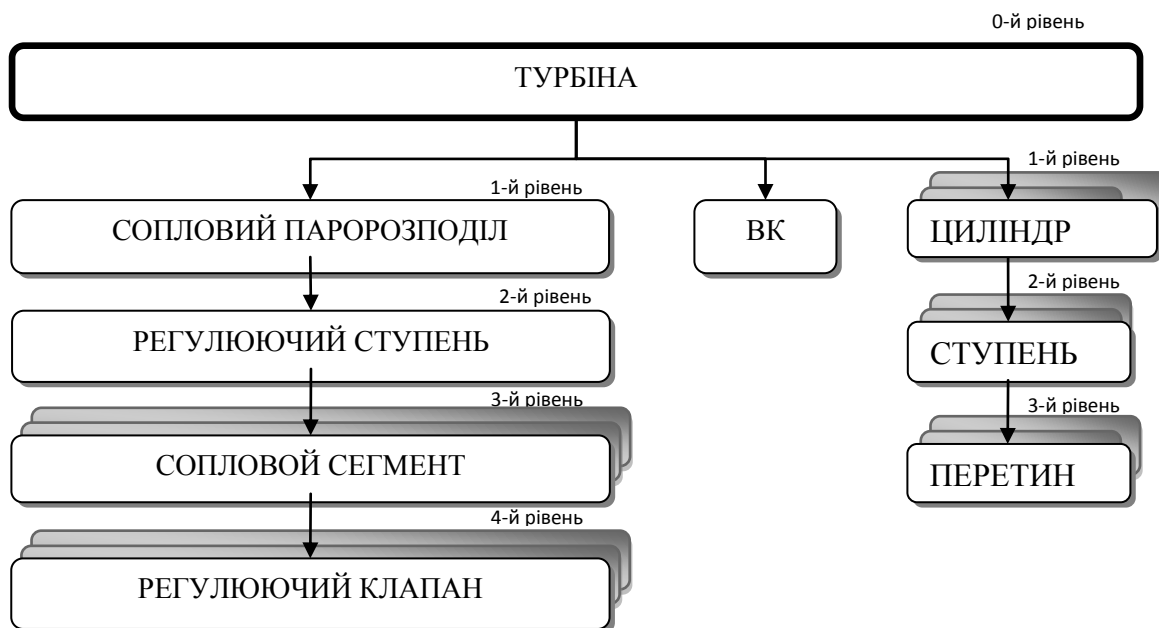 0-й рівень
ТУРБІНА
1-й рівень
СОПЛОВИЙ ПАРОРОЗПОДІЛ
ВК
1-й рівень
ЦИЛІНДР
2-й рівень
РЕГУЛЮЮЧИЙ СТУПЕНЬ
2-й рівень
СТУПЕНЬ
3-й рівень
СОПЛОВОЙ СЕГМЕНТ
3-й рівень
ПЕРЕТИН
4-й рівень
РЕГУЛЮЮЧИЙ КЛАПАН